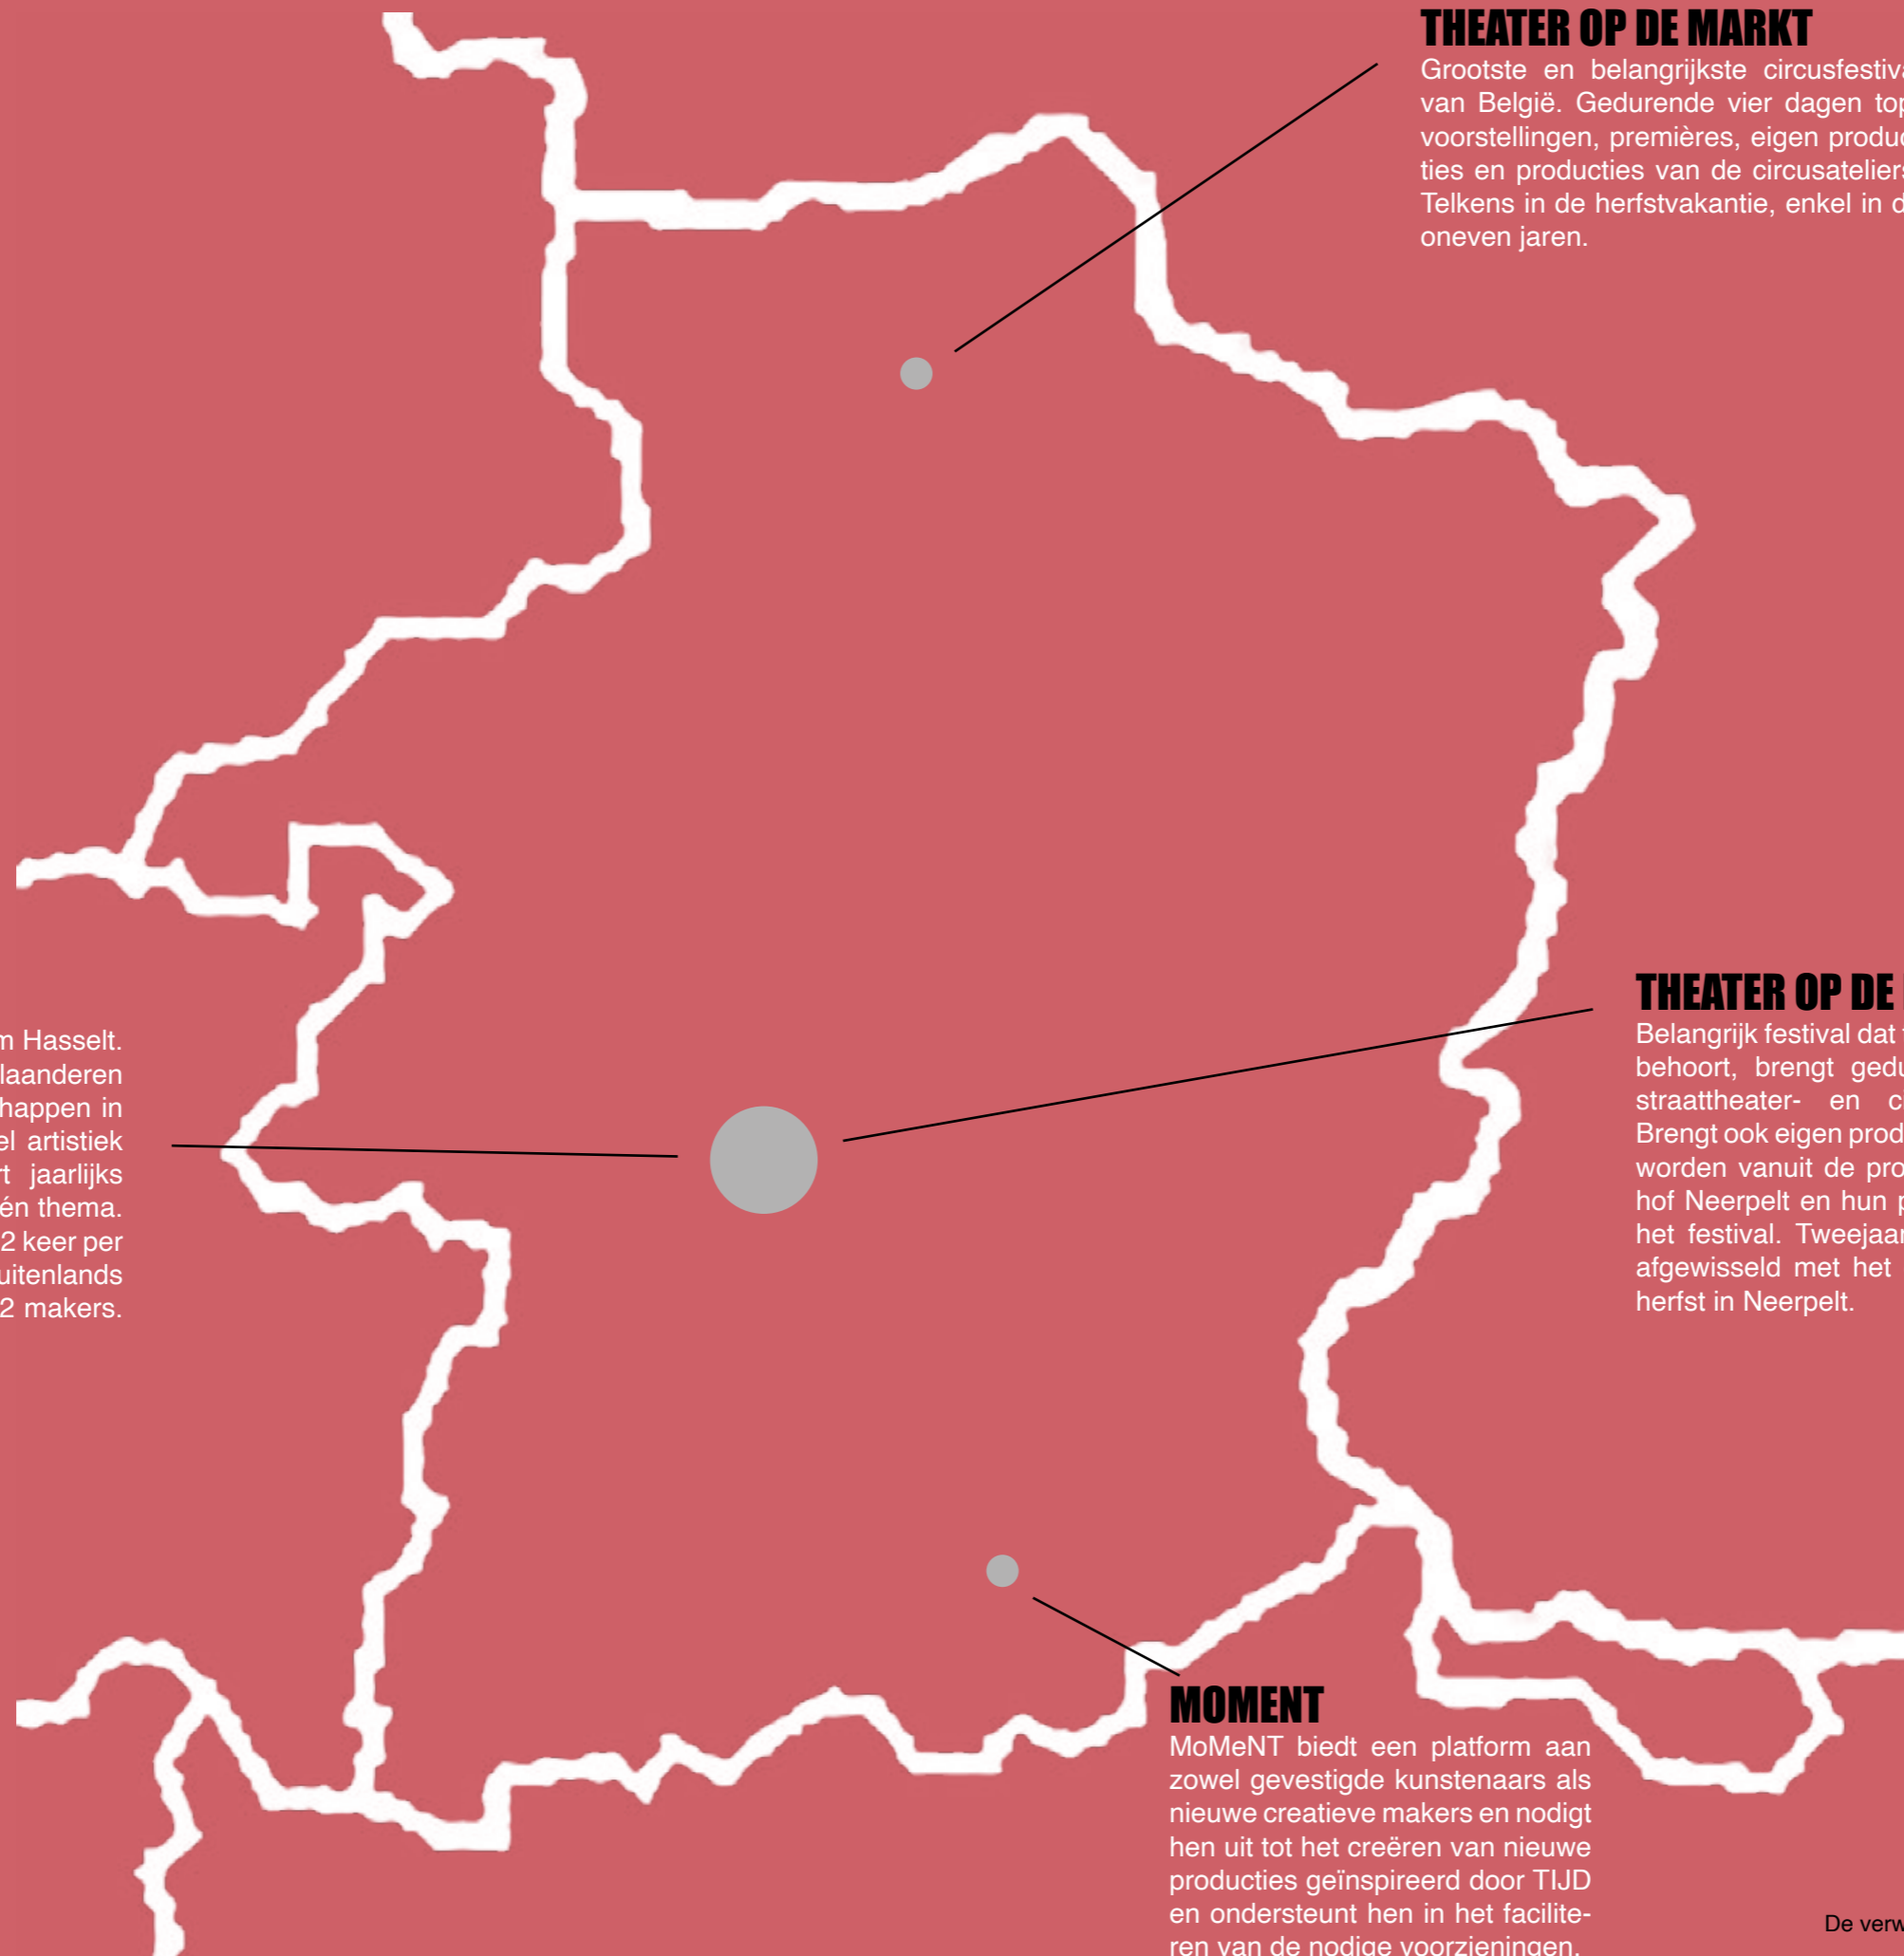 THEATER OP DE MARKT
Grootste en belangrijkste circusfestiva
van België. Gedurende vier dagen top
voorstellingen, premières, eigen produc
ties en producties van de circusateliers
Telkens in de herfstvakantie, enkel in d
oneven jaren.
m Hasselt.
laanderen
happen in
el artistiek
rt jaarlijks
én thema.
2 keer per
uitenlands
2 makers.
THEATER OP DE
Belangrijk festival dat
behoort, brengt gedu
straattheater- en c
Brengt ook eigen prod
worden vanuit de pro
hof Neerpelt en hun p
het festival. Tweejaar
afgewisseld met het
herfst in Neerpelt.
MOMENT
MoMeNT biedt een platform aan
zowel gevestigde kunstenaars als
nieuwe creatieve makers en nodigt
hen uit tot het creëren van nieuwe
producties geïnspireerd door TIJD
en ondersteunt hen in het facilite-
ren van de nodige voorzieningen.
De verw